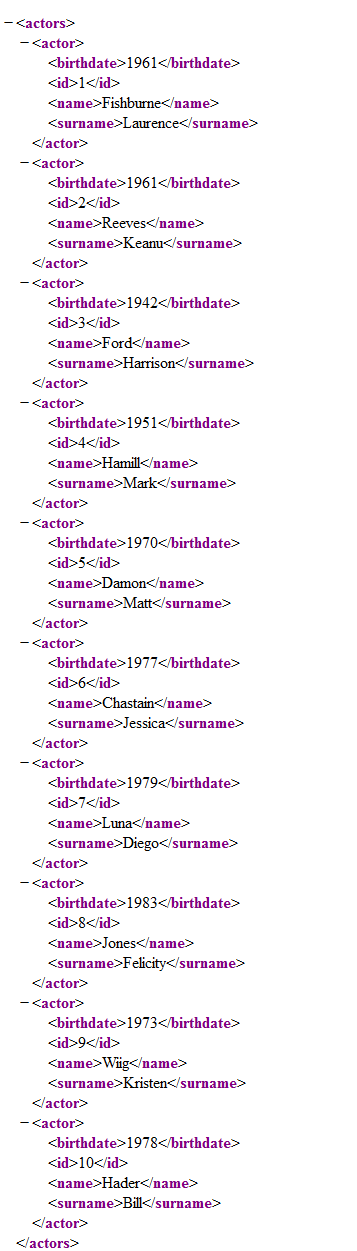 − <actors>
− <actor>
<birthdate>1961</birthdate>
<id>1</id>
<name>Fishburne</name>
<surname>Laurence</surname>
</actor>
− <actor>
<birthdate>1961</birthdate>
<id>2</id>
<name>Reeves</name>
<surname>Keanu</surname>
</actor>
− <actor>
<birthdate>1942</birthdate>
<id>3</id>
<name>Ford</name>
<surname>Harrison</surname>
</actor>
− <actor>
<birthdate>1951</birthdate>
<id>4</id>
<name>Hamill</name>
<surname>Mark</surname>
</actor>
− <actor>
<birthdate>1970</birthdate>
<id>5</id>
<name>Damon</name>
<surname>Matt</surname>
</actor>
− <actor>
<birthdate>1977</birthdate>
<id>6</id>
<name>Chastain</name>
<surname>Jessica</surname>
</actor>
− <actor>
<birthdate>1979</birthdate>
<id>7</id>
<name>Luna</name>
<surname>Diego</surname>
</actor>
− <actor>
<birthdate>1983</birthdate>
<id>8</id>
<name>Jones</name>
<surname>Felicity</surname>
</actor>
− <actor>
<birthdate>1973</birthdate>
<id>9</id>
<name>Wiig</name>
<surname>Kristen</surname>
</actor>
− <actor>
<birthdate>1978</birthdate>
<id>10</id>
<name>Hader</name>
<surname>Bill</surname>
</actor>
</actors>